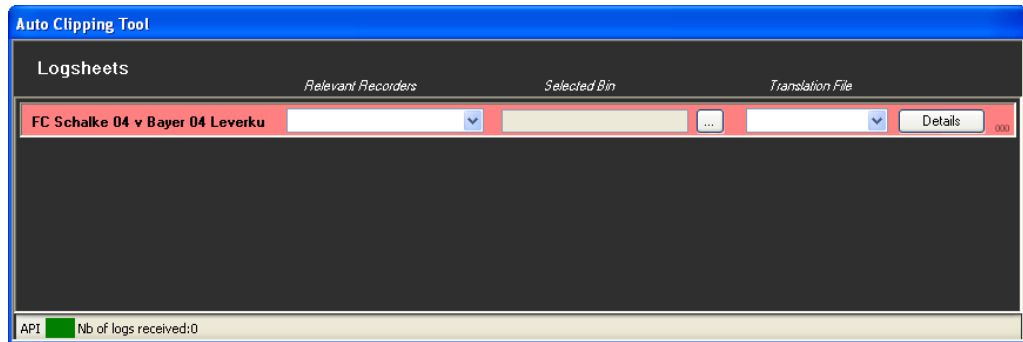 Auto Clipping Tool
Logsheets
Relevant Recorders Selected Bin Translation File
FC Schalke 04 v Bayer 04 Leverku ... Details 000
API Nb of logs received:0